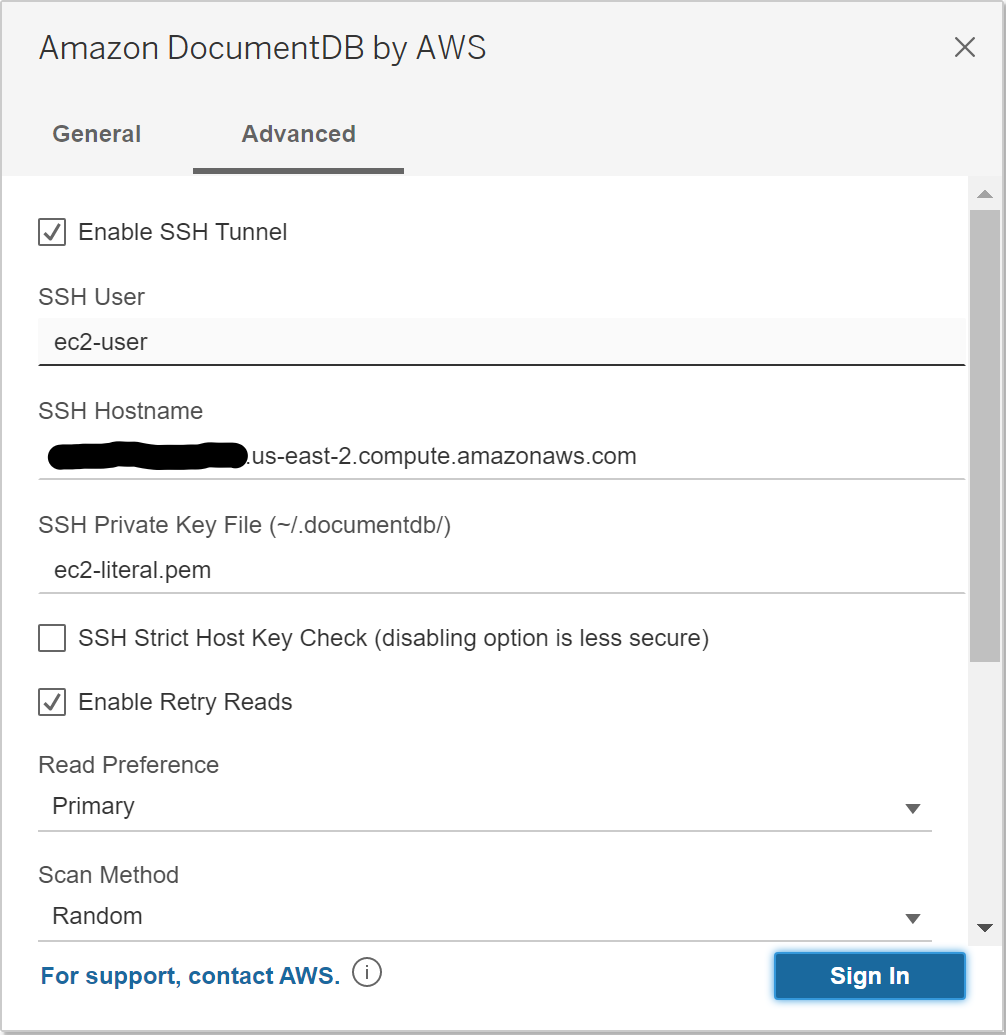 Amazon DocumentDB by AWS
General Advanced
Enable SSH Tunnel
SSH User
ec2-user
SSH Hostname
.us-east-2.compute.amazonaws.com
SSH Private Key File (~/.documentdb/)
ec2-literal.pem
SSH Strict Host Key Check (disabling option is less secure)
Enable Retry Reads
Read Preference
Primary
Scan Method
Random
For support, contact AWS.
Sign In